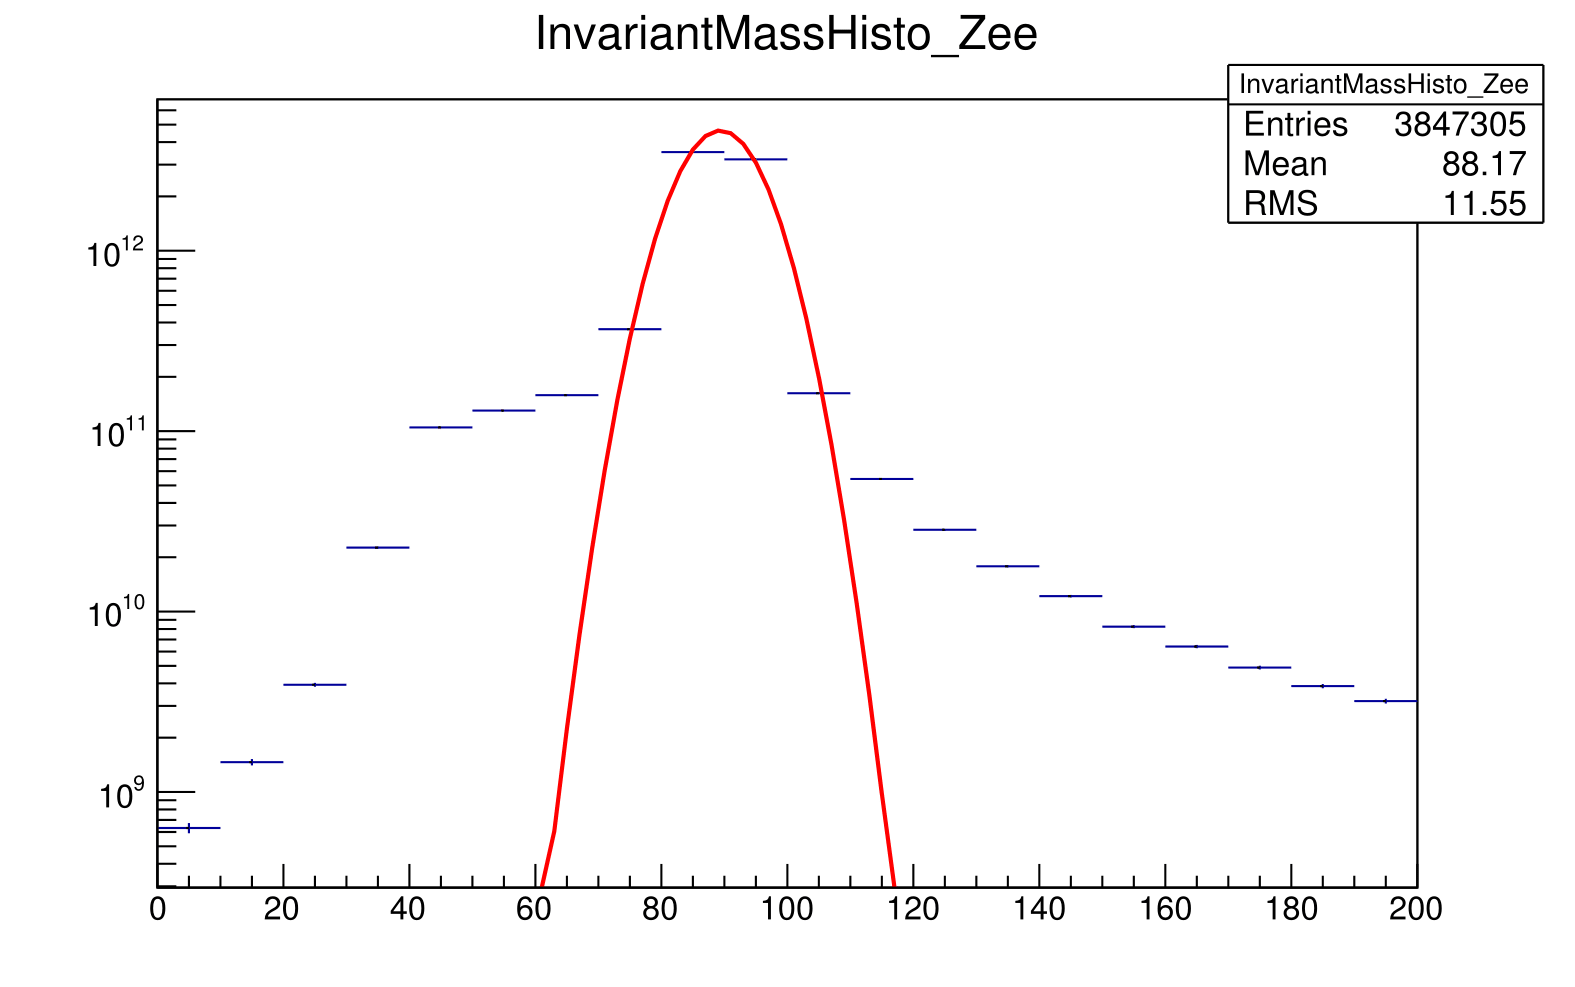 InvariantMassHisto_Zee
InvariantMassHisto_Zee
Entries 3847305
Mean 88.17
RMS 11.55
10^12
10^11
10^10
10^9
0 20 40 60 80 100 120 140 160 180 200